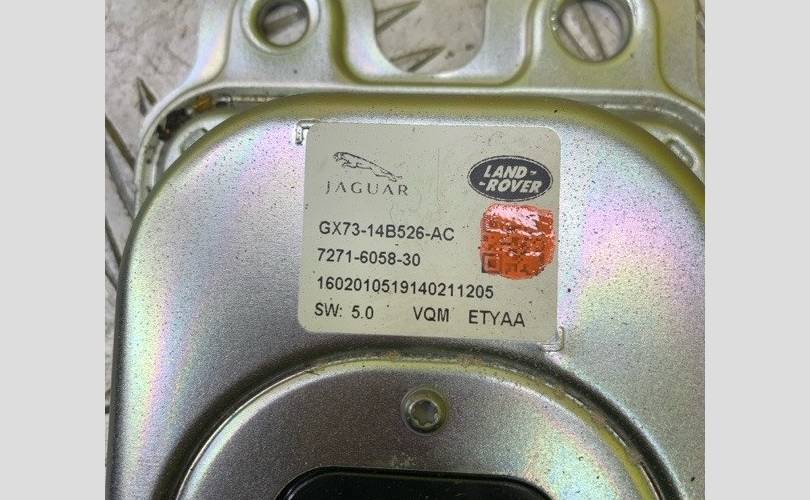 JAGUAR
LAND-
-ROVER
GX73-14B526-AC
7271-6058-30
1602010519140211205
SW: 5.0 VQM ETYAA